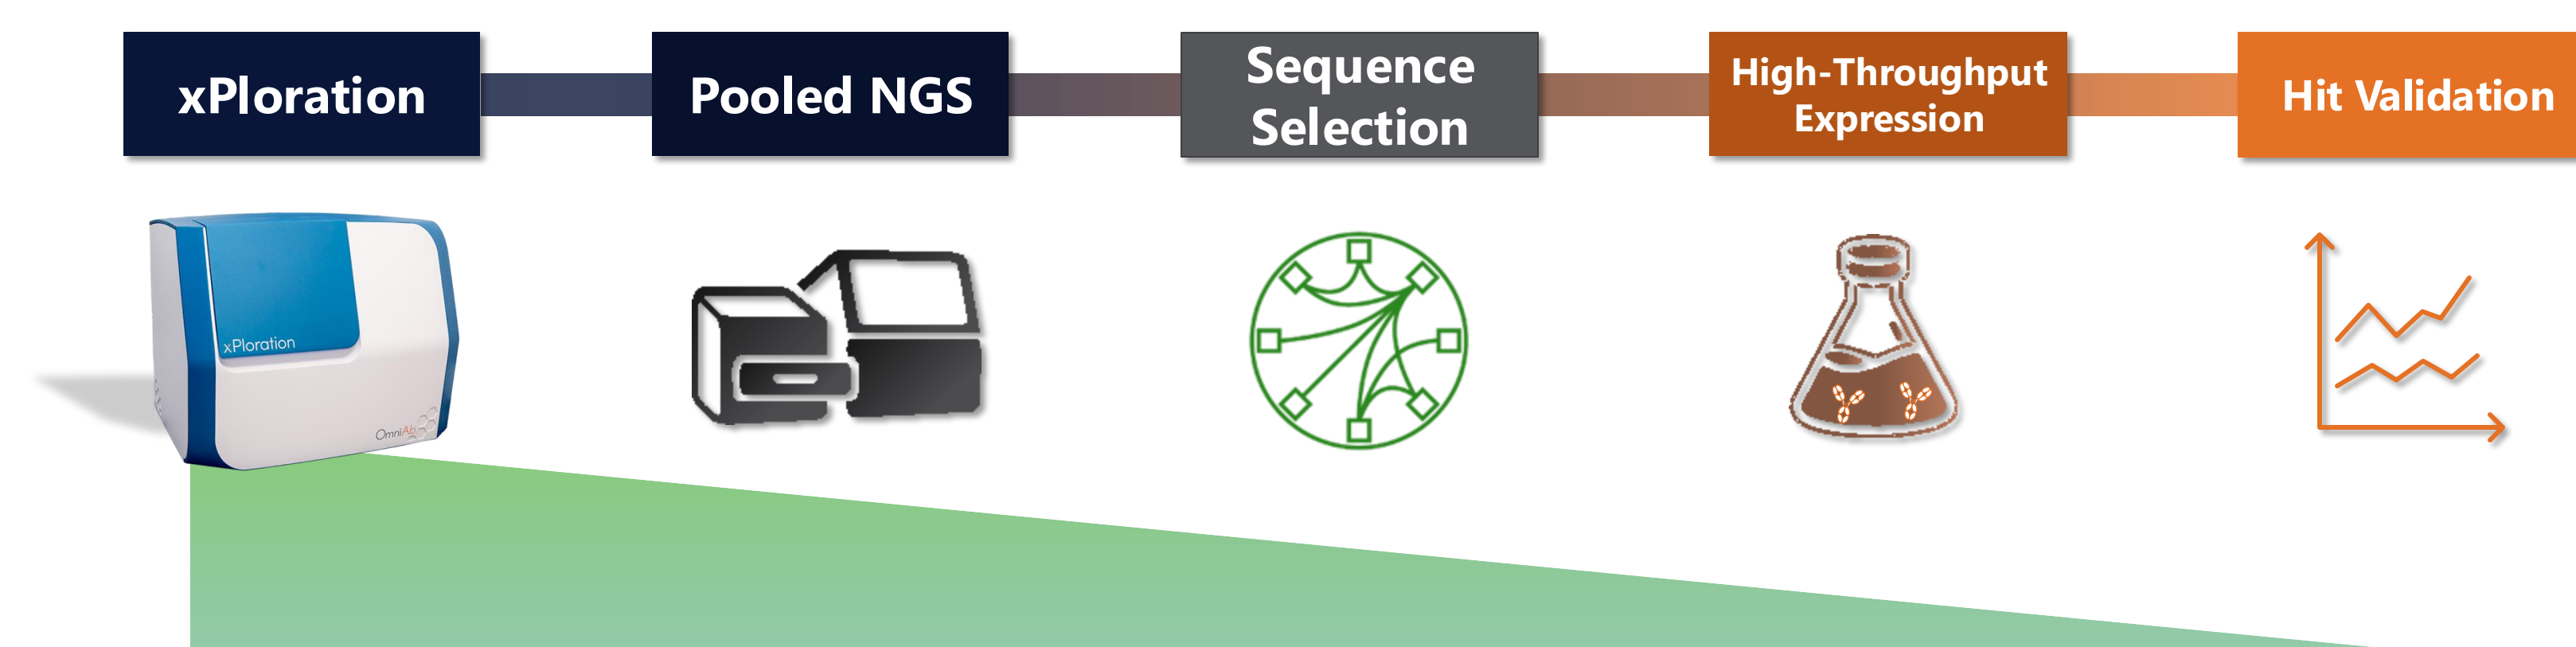 xPloration
Pooled NGS
Sequence
Selection
High-Throughput
Expression
Hit Validation
xPloration
OmniAb